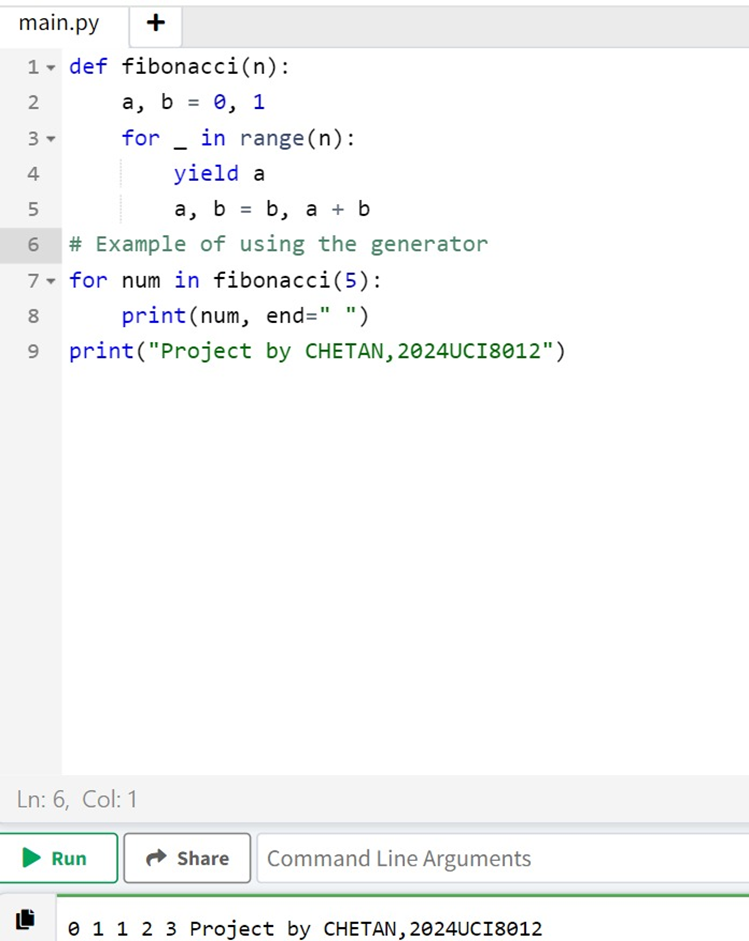 main.py +
1 def fibonacci(n):
2     a, b = 0, 1
3     for _ in range(n):
4         yield a
5         a, b = b, a + b
6 # Example of using the generator
7 for num in fibonacci(5):
8     print(num, end=" ")
9 print("Project by CHETAN,2024UCI8012")
Ln: 6, Col: 1
Run Share Command Line Arguments
0 1 1 2 3 Project by CHETAN,2024UCI8012